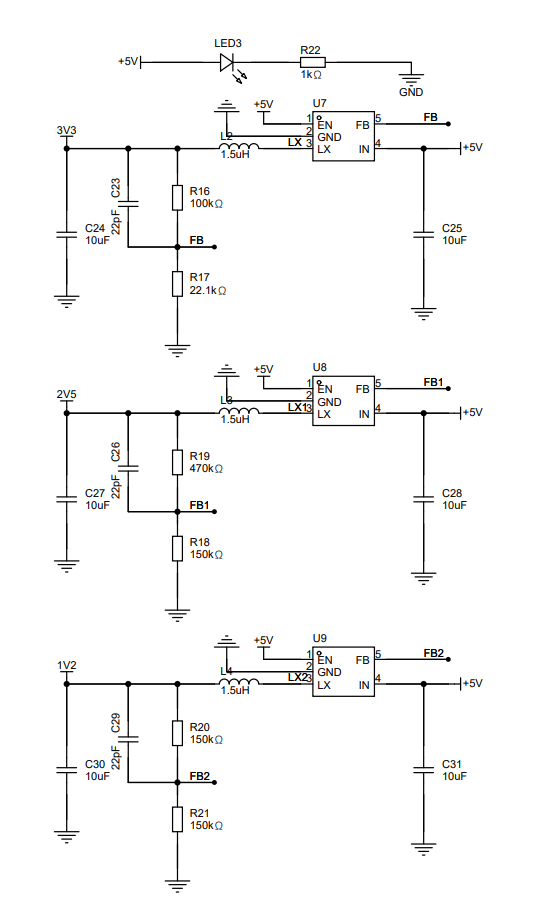 LED3
+5V
R22
1kΩ
GND
+5V
U7
1
EN
FB
5
FB
2
GND
3V3
L2
LX
3
LX
IN
4
+5V
1.5uH
C23
22pF
R16
100kΩ
C24
10uF
FB
C25
10uF
R17
22.1kΩ
+5V
U8
1
EN
FB
5
FB1
2
GND
2V5
L3
LX1
3
LX
IN
4
+5V
1.5uH
C26
22pF
R19
470kΩ
C27
10uF
FB1
C28
10uF
R18
150kΩ
+5V
U9
1
EN
FB
5
FB2
2
GND
1V2
L4
LX2
3
LX
IN
4
+5V
1.5uH
C29
22pF
R20
150kΩ
C30
10uF
FB2
C31
10uF
R21
150kΩ